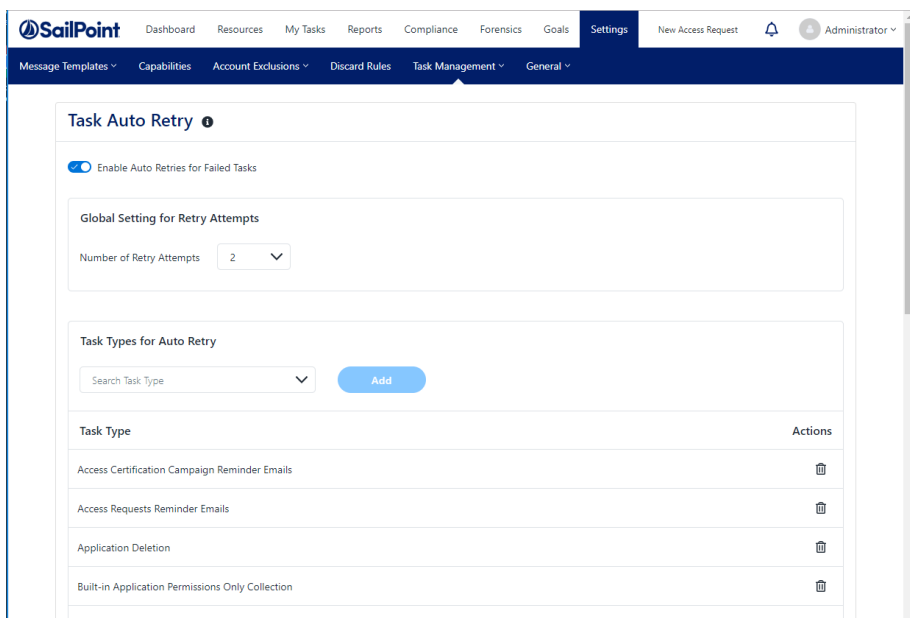 SailPoint Dashboard Resources My Tasks Reports Compliance Forensics Goals Settings New Access Request Administrator
Message Templates Capabilities Account Exclusions Discard Rules Task Management General
Task Auto Retry
Enable Auto Retries for Failed Tasks
Global Setting for Retry Attempts
Number of Retry Attempts 2
Task Types for Auto Retry
Search Task Type Add
Task Type Actions
Access Certification Campaign Reminder Emails
Access Requests Reminder Emails
Application Deletion
Built-in Application Permissions Only Collection